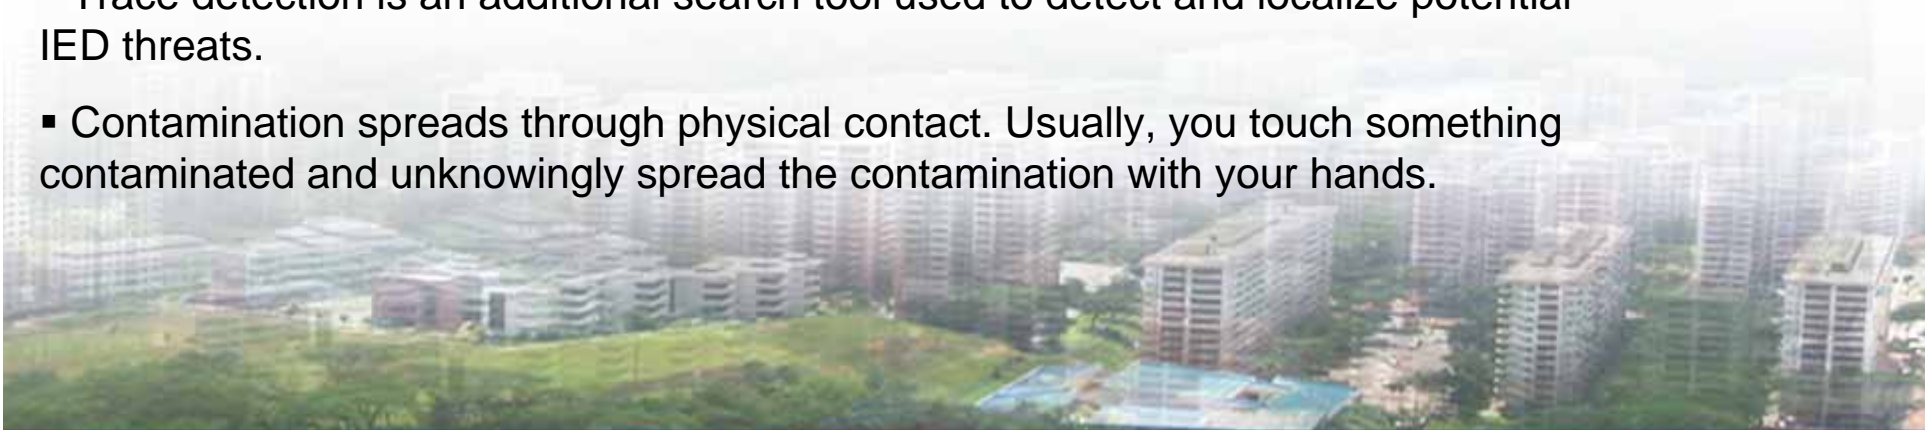 Trace detection is an additional search tool used to detect and localize potential
IED threats.
▪ Contamination spreads through physical contact. Usually, you touch something
contaminated and unknowingly spread the contamination with your hands.